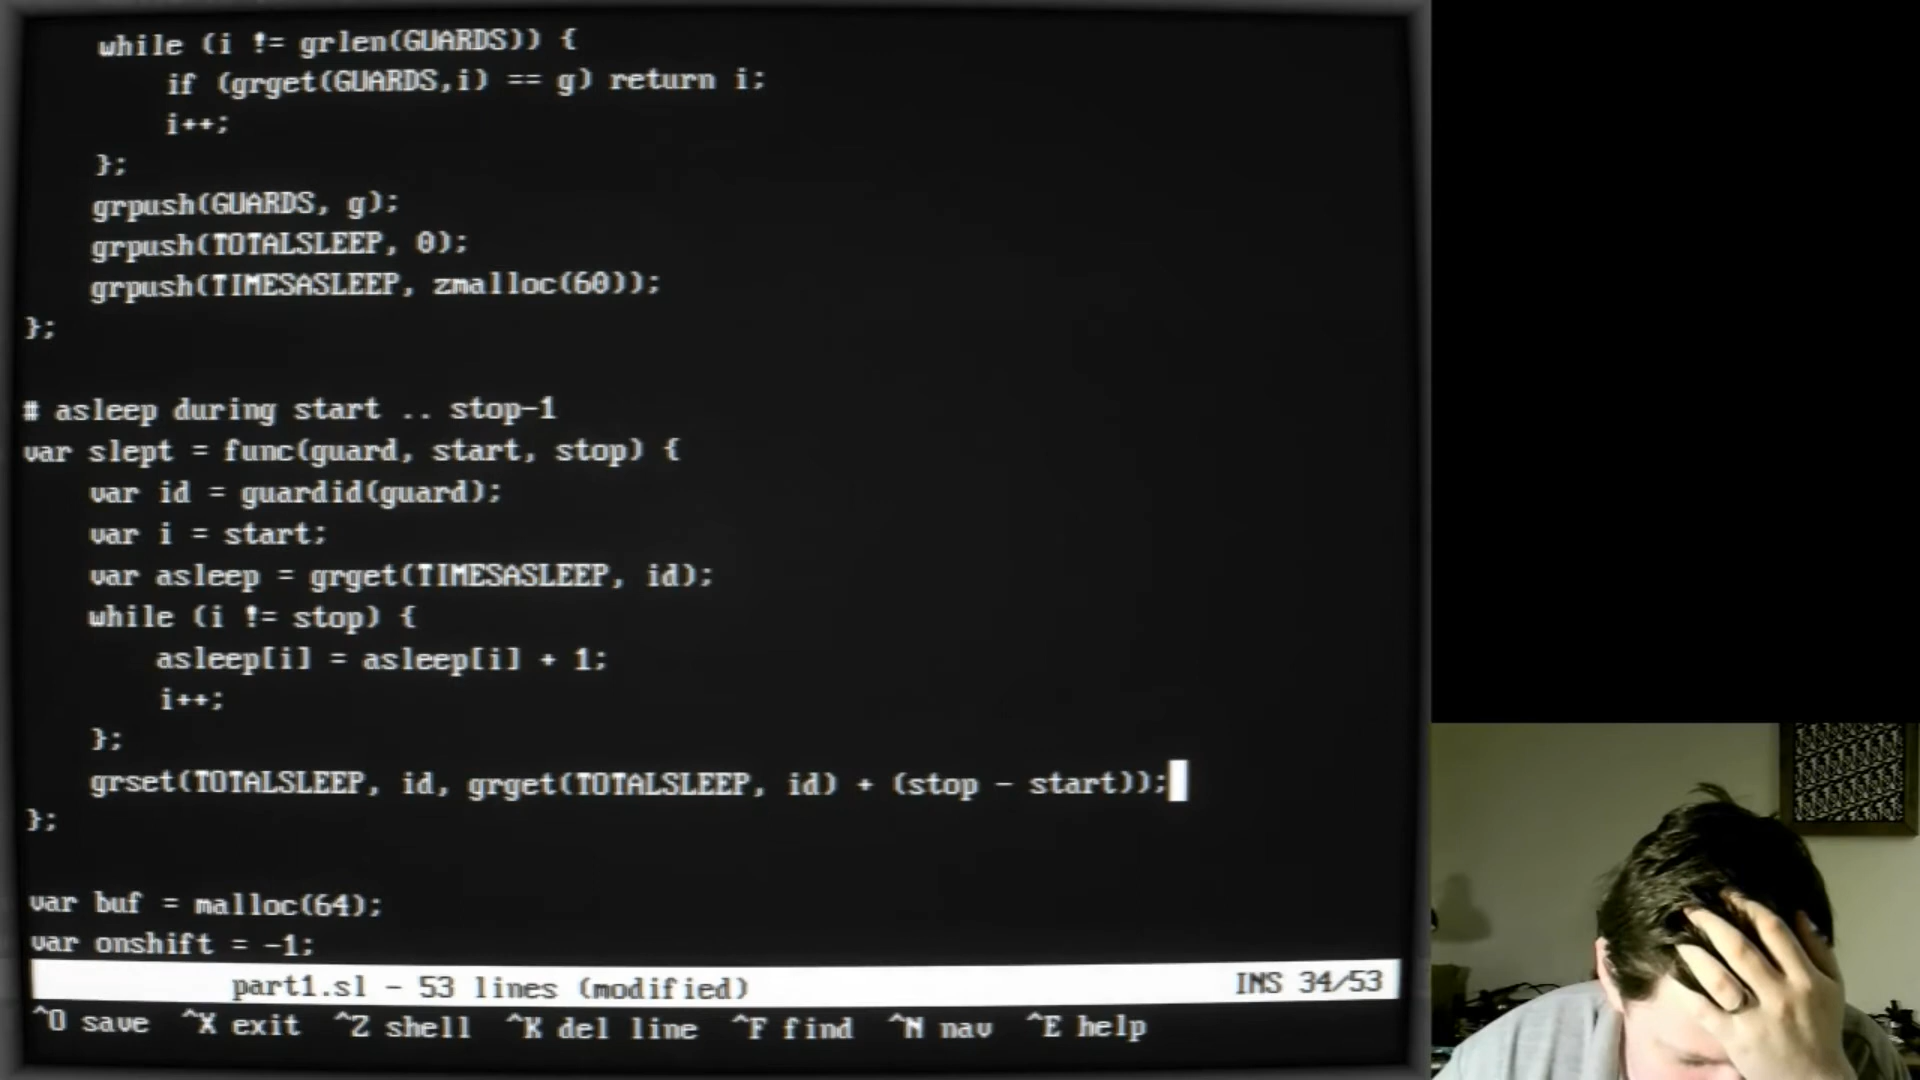 while (i != grlen(GUARDS)) {
if (grget(GUARDS,i) == g) return i;
i++;
};
grpush(GUARDS, g);
grpush(TOTALSLEEP, 0);
grpush(TIMESASLEEP, zmalloc(60));
};
# asleep during start .. stop-1
var slept = func(guard, start, stop) {
var id = guardid(guard);
var i = start;
var asleep = grget(TIMESASLEEP, id);
while (i != stop) {
asleep[i] = asleep[i] + 1;
i++;
};
grset(TOTALSLEEP, id, grget(TOTALSLEEP, id) + (stop - start));
};
var buf = malloc(64);
var onshift = -1;
part1.sl - 53 lines (modified) INS 34/53
^O save ^X exit ^Z shell ^K del line ^F find ^N nav ^E help